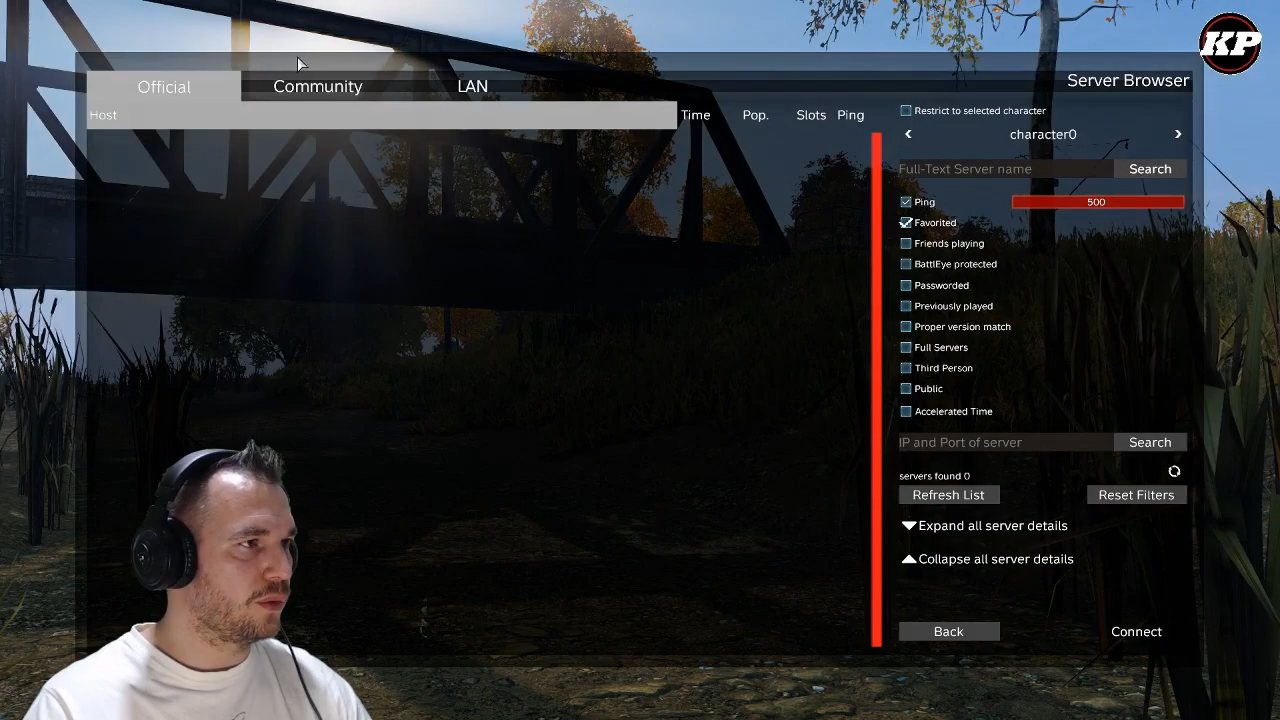 KP
Official
Community
LAN
Server Browser
Host
Time
Pop.
Slots
Ping
Restrict to selected character
character0
Full-Text Server name
Search
Ping
500
Favorited
Friends playing
BattlEye protected
Passworded
Previously played
Proper version match
Full Servers
Third Person
Public
Accelerated Time
IP and Port of server
Search
servers found 0
Refresh List
Reset Filters
Expand all server details
Collapse all server details
Back
Connect